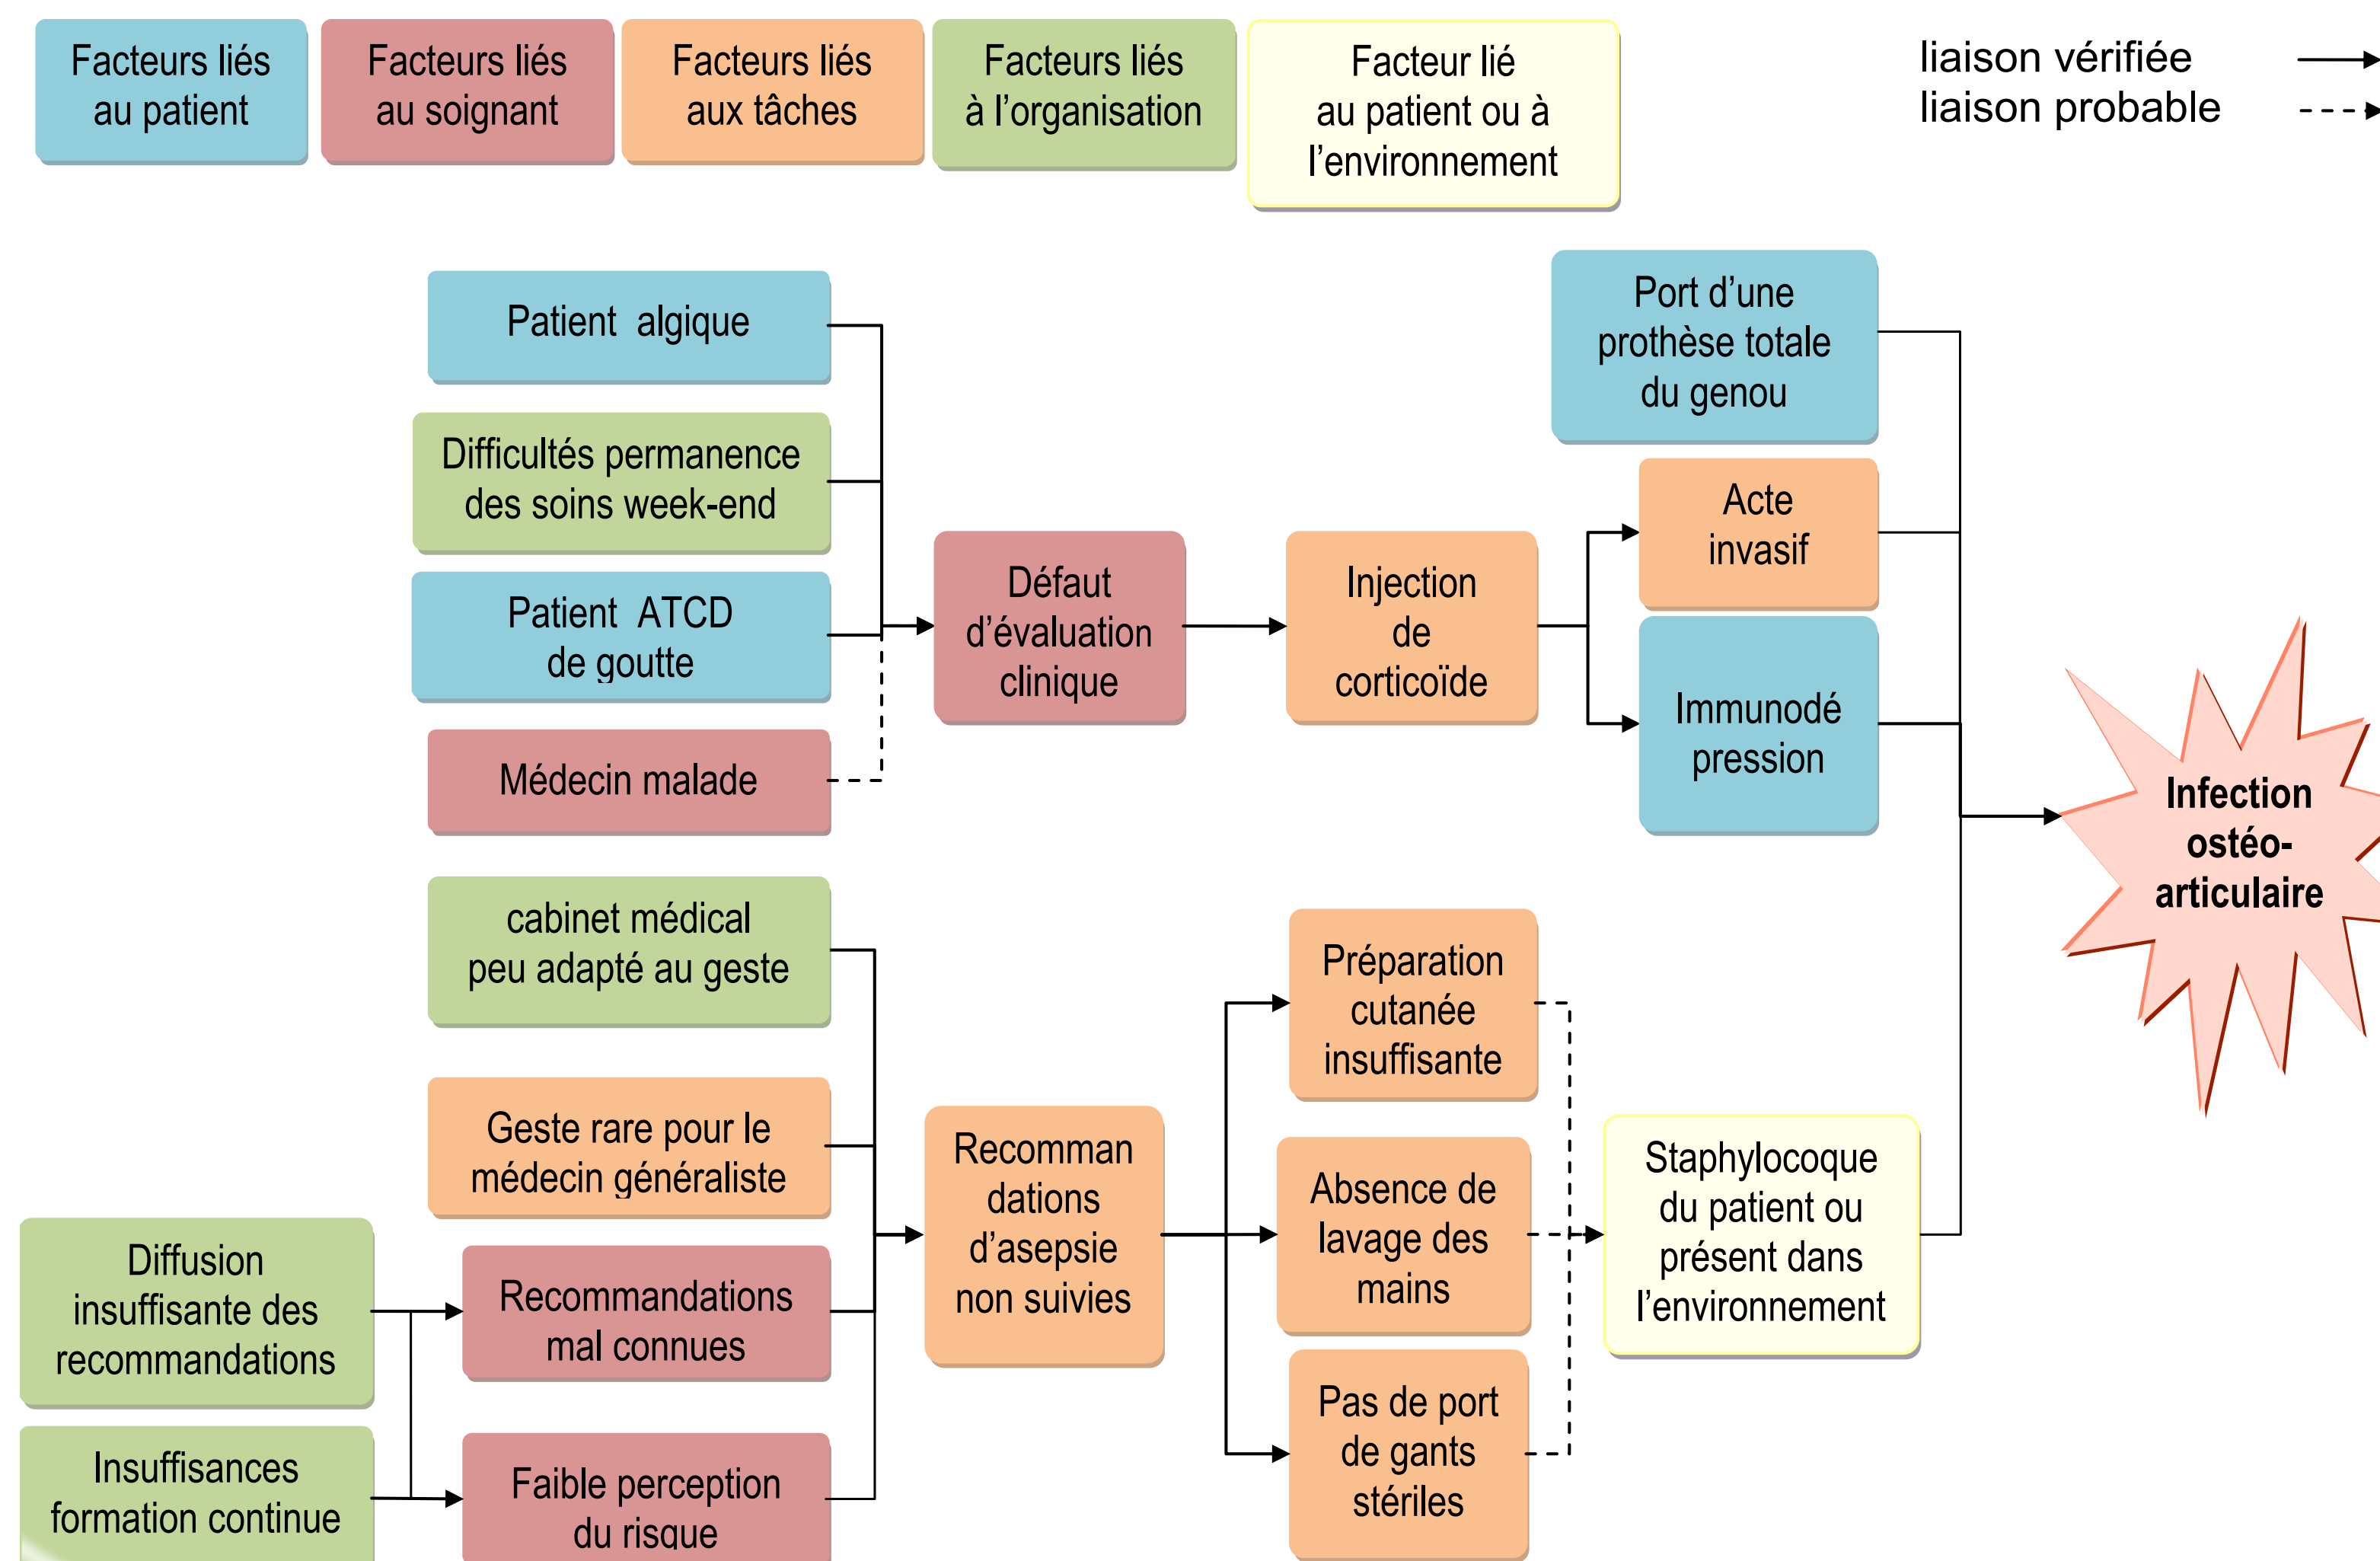 Facteurs liés
au patient
Facteurs liés
au soignant
Facteurs liés
aux tâches
Facteurs liés
à l'organisation
Facteur lié
au patient ou à
l'environnement
liaison vérifiée
liaison probable
Patient algique
Difficultés permanence
des soins week-end
Patient ATCD
de goutte
Médecin malade
Défaut
d'évaluation
clinique
Injection
de
corticoïde
Port d'une
prothèse totale
du genou
Acte
invasif
Immunodé
pression
Infection
ostéo-
articulaire
cabinet médical
peu adapté au geste
Geste rare pour le
médecin généraliste
Diffusion
insuffisante des
recommandations
Recommandations
mal connues
Insuffisances
formation continue
Faible perception
du risque
Recomman
dations
d'asepsie
non suivies
Préparation
cutanée
insuffisante
Absence de
lavage des
mains
Pas de port
de gants
stériles
Staphylocoque
du patient ou
présent dans
l'environnement